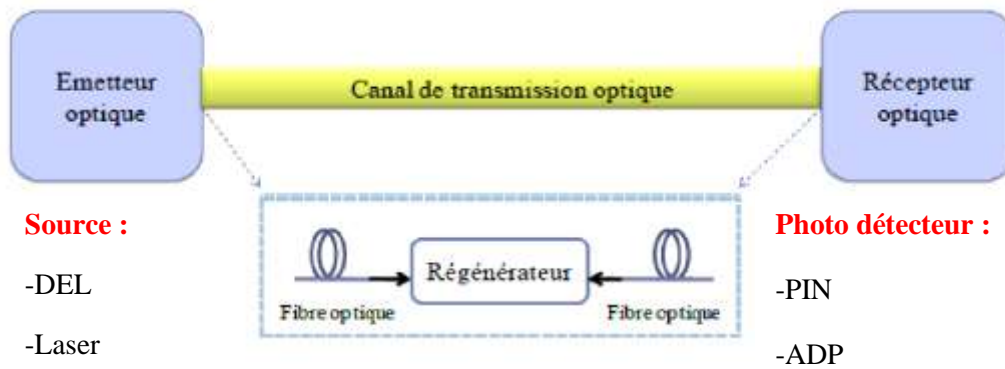 Emetteur
optique
Canal de transmission optique
Récepteur
optique
Source :
-DEL
-Laser
Régénérateur
Fibre optique
Fibre optique
Photo détecteur :
-PIN
-ADP